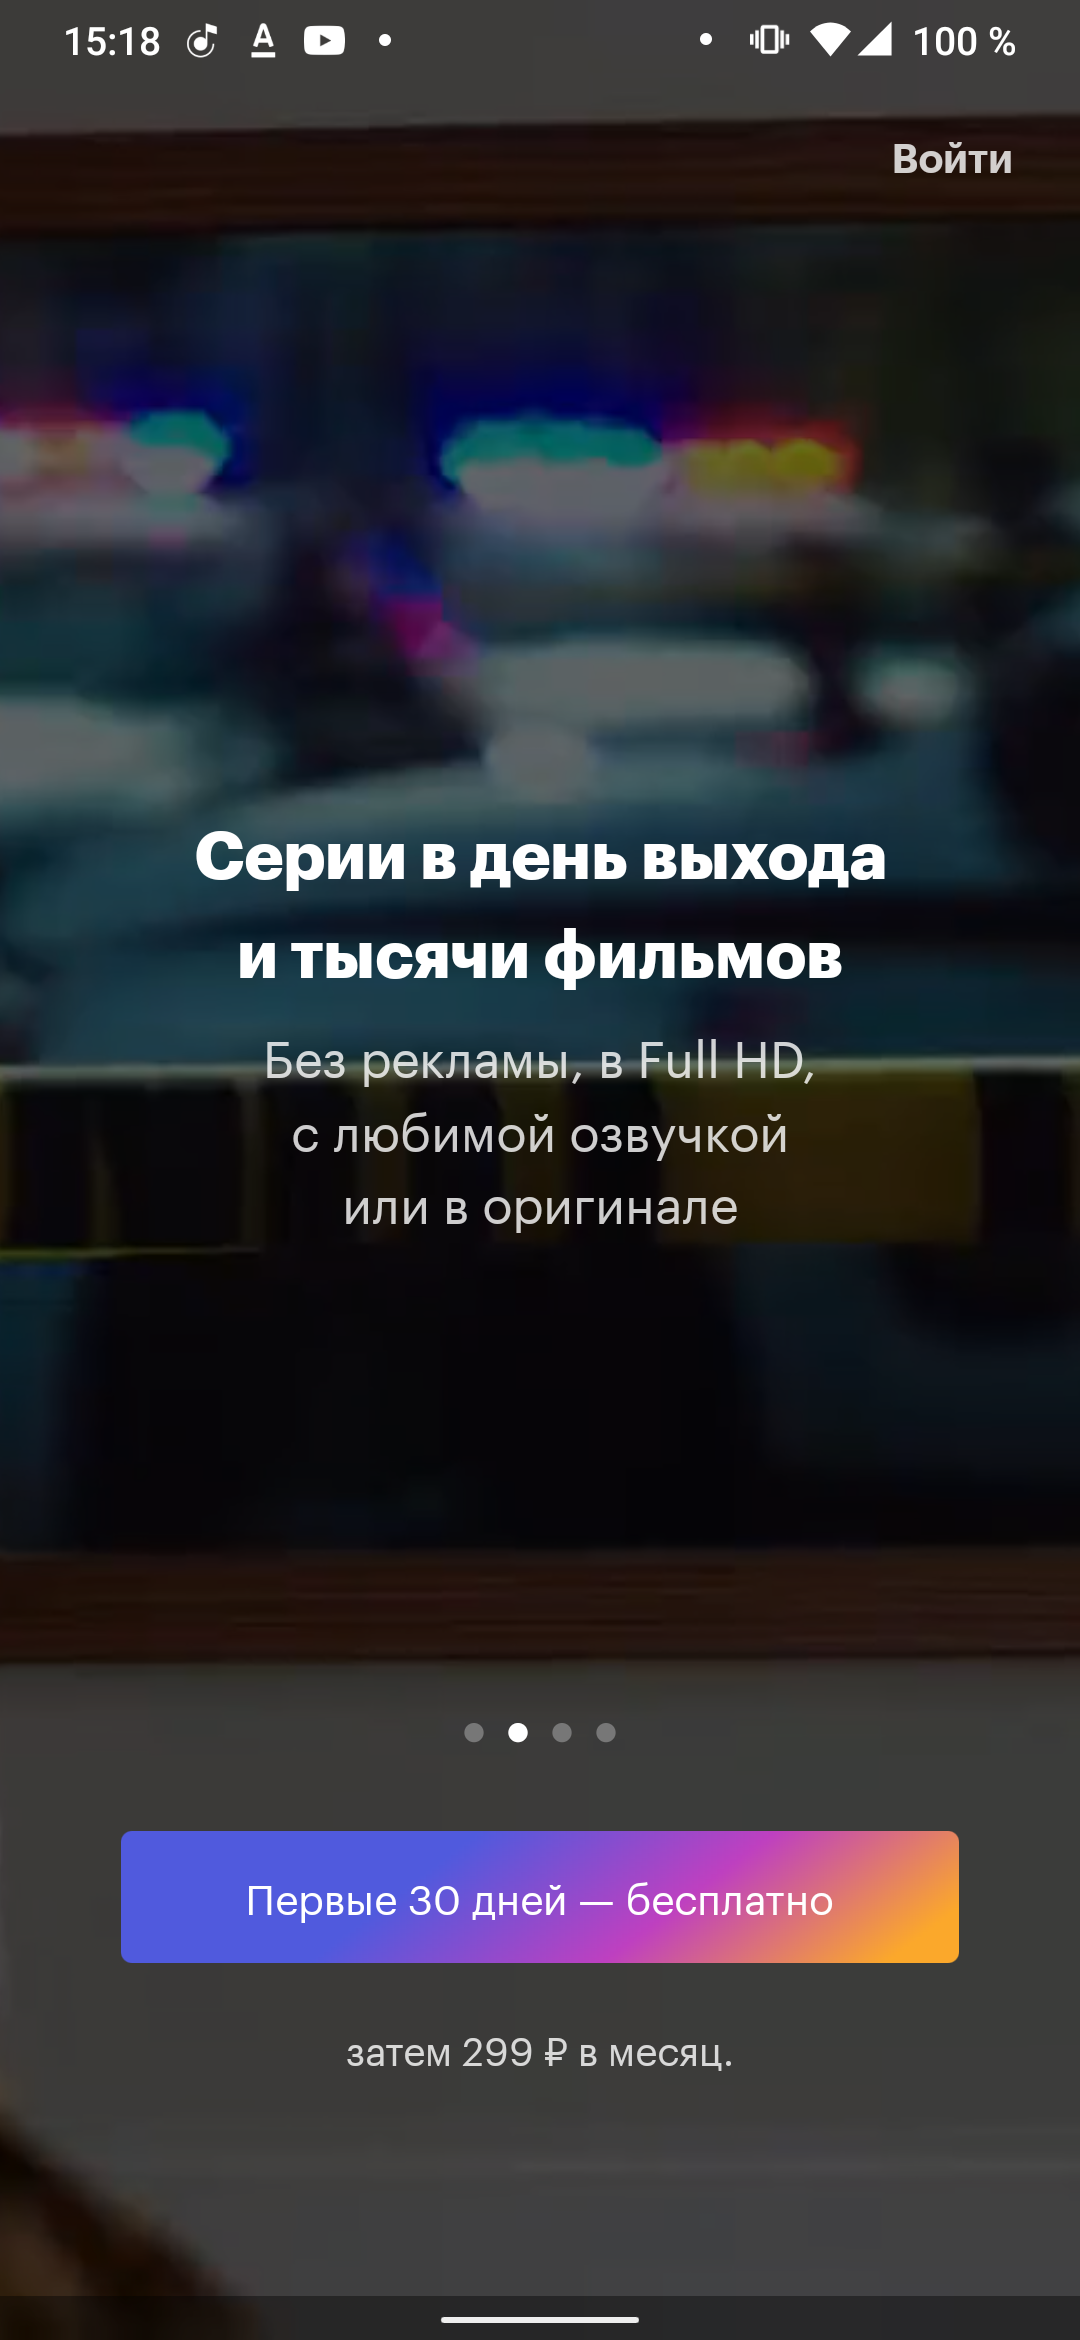 15:18
100 %
Войти
Серии в день выхода
и тысячи фильмов
Без рекламы, в Full HD,
с любимой озвучкой
или в оригинале
Первые 30 дней — бесплатно
затем 299 ₽ в месяц.